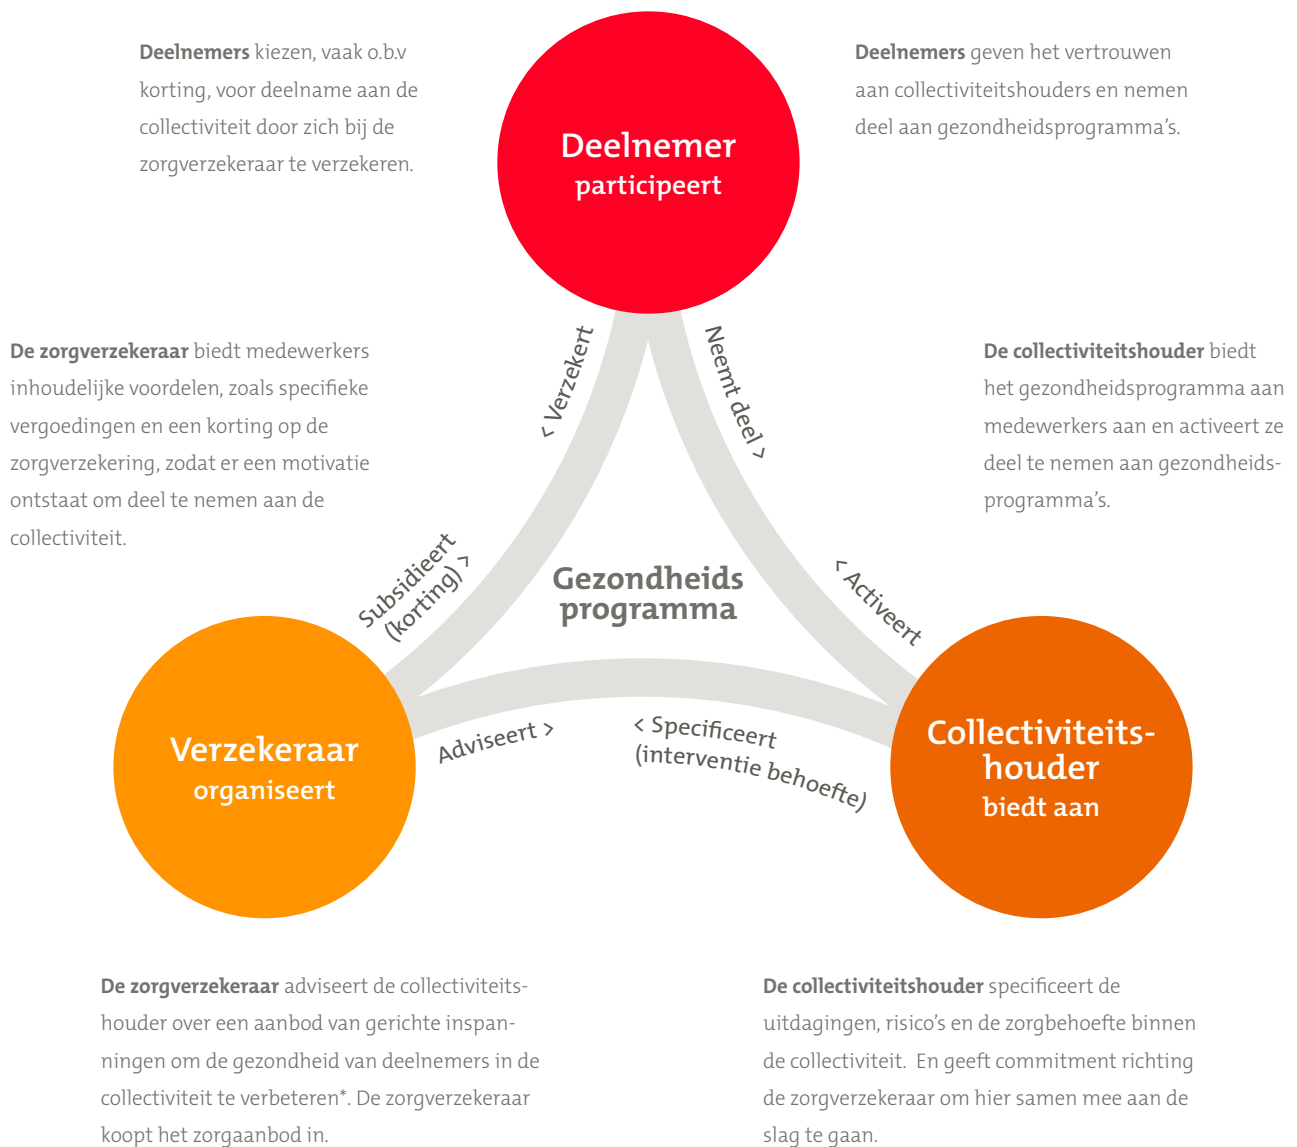 Deelnemers kiezen, vaak o.b.v
korting, voor deelname aan de
collectiviteit door zich bij de
zorgverzekeraar te verzekeren.
Deelnemers geven het vertrouwen
aan collectiviteitshouders en nemen
deel aan gezondheidsprogramma's.
Deelnemer
participeert
De zorgverzekeraar biedt medewerkers
inhoudelijke voordelen, zoals specifieke
vergoedingen en een korting op de
zorgverzekering, zodat er een motivatie
ontstaat om deel te nemen aan de
collectiviteit.
< Verzekert
Neemt deel >
De collectiviteitshouder biedt
het gezondheidsprogramma aan
medewerkers aan en activeert ze
deel te nemen aan gezondheids-
programma's.
Subsidieert
(korting) >
Gezondheids
programma
< Activeert
Verzekeraar
organiseert
Adviseert >
< Specificeert
(interventie behoefte)
Collectiviteits-
houder
biedt aan
De zorgverzekeraar adviseert de collectiviteits-
houder over een aanbod van gerichte inspan-
ningen om de gezondheid van deelnemers in de
collectiviteit te verbeteren*. De zorgverzekeraar
koopt het zorgaanbod in.
De collectiviteitshouder specificeert de
uitdagingen, risico's en de zorgbehoefte binnen
de collectiviteit. En geeft commitment richting
de zorgverzekeraar om hier samen mee aan de
slag te gaan.